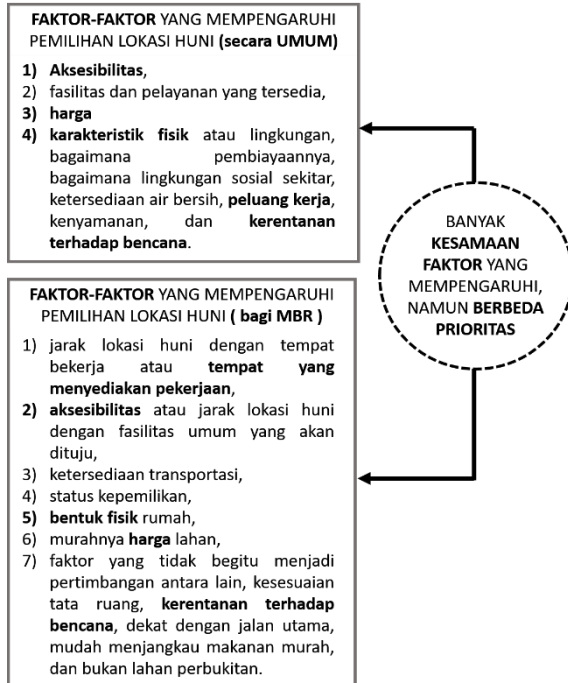 FAKTOR-FAKTOR YANG MEMPENGARUHI
PEMILIHAN LOKASI HUNI (secara UMUM)
1) Aksesibilitas,
2) fasilitas dan pelayanan yang tersedia,
3) harga
4) karakteristik fisik atau lingkungan,
bagaimana pembiayaannya,
bagaimana lingkungan sosial sekitar,
ketersediaan air bersih, peluang kerja,
kenyamanan, dan kerentanan
terhadap bencana.
BANYAK
KESAMAAN
FAKTOR YANG
MEMPENGARUHI,
NAMUN BERBEDA
PRIORITAS
FAKTOR-FAKTOR YANG MEMPENGARUHI
PEMILIHAN LOKASI HUNI ( bagi MBR )
1) jarak lokasi huni dengan tempat
bekerja atau tempat yang
menyediakan pekerjaan,
2) aksesibilitas atau jarak lokasi huni
dengan fasilitas umum yang akan
dituju,
3) ketersediaan transportasi,
4) status kepemilikan,
5) bentuk fisik rumah,
6) murahnya harga lahan,
7) faktor yang tidak begitu menjadi
pertimbangan antara lain, kesesuaian
tata ruang, kerentanan terhadap
bencana, dekat dengan jalan utama,
mudah menjangkau makanan murah,
dan bukan lahan perbukitan.